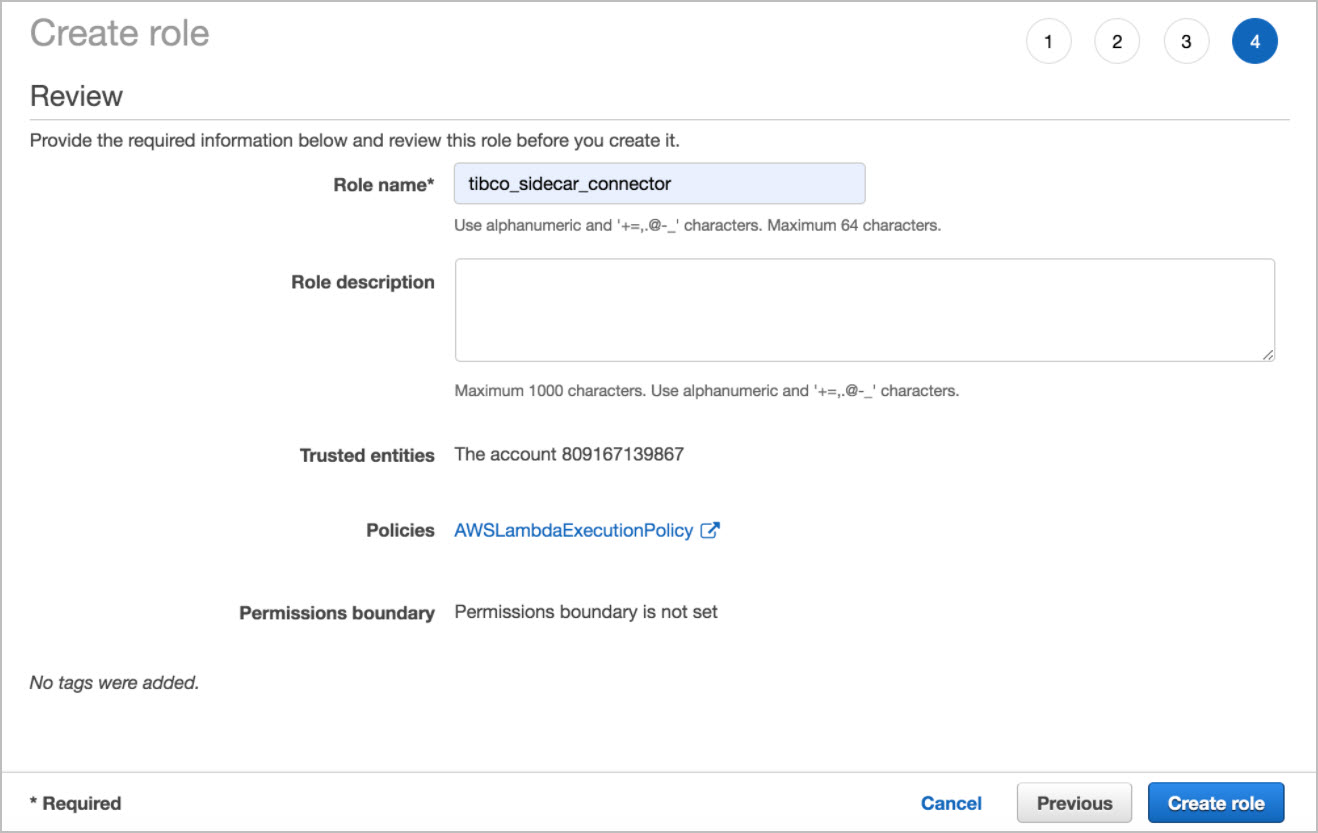 Create role
1 2 3 4
Review
Provide the required information below and review this role before you create it.
Role name* tibco_sidecar_connector
Use alphanumeric and '+=,.@-_' characters. Maximum 64 characters.
Role description
Maximum 1000 characters. Use alphanumeric and '+=,.@-_' characters.
Trusted entities The account 809167139867
Policies AWSLambdaExecutionPolicy
Permissions boundary Permissions boundary is not set
No tags were added.
* Required Cancel Previous Create role